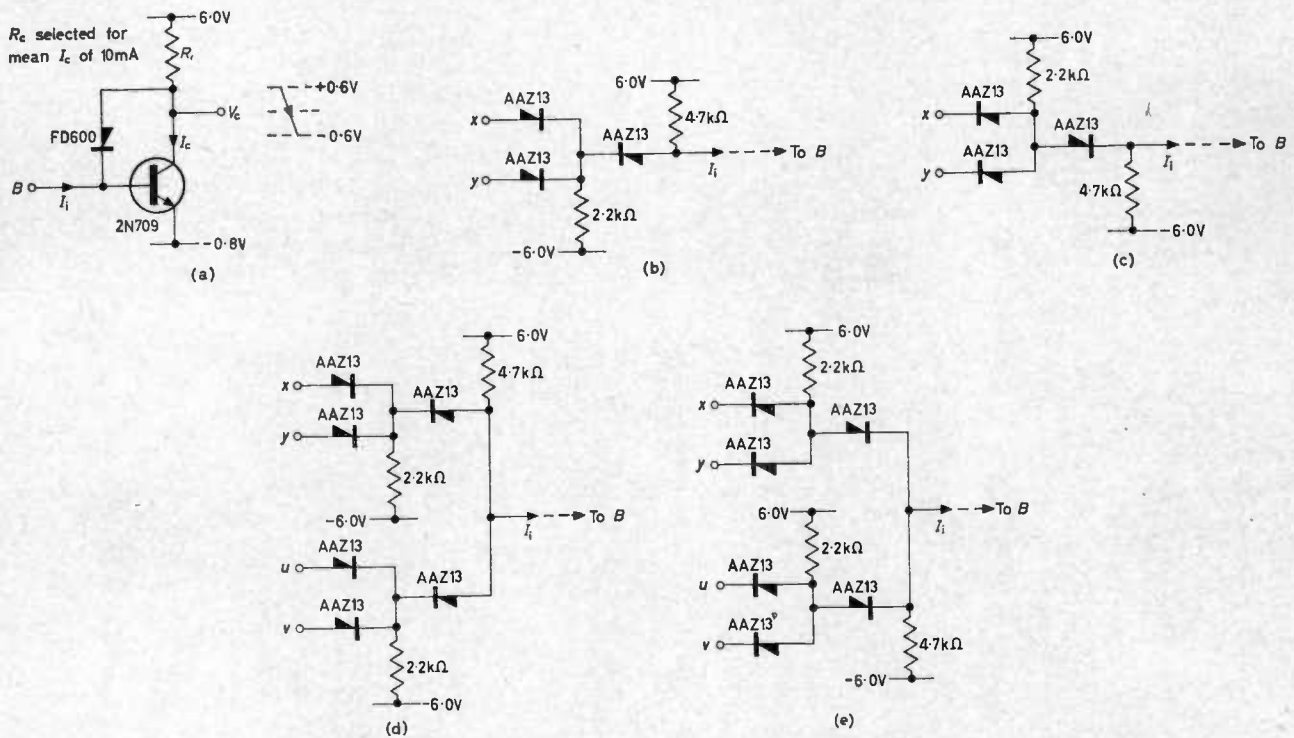 6.0V
Rc selected for
mean Ic of 10mA
Rc
+0.6V
Vc
-0.6V
FD600
Ic
B
Ii
2N709
-0.8V
(a)
6.0V
AAZ13
x
4.7kΩ
AAZ13
Ii
To B
AAZ13
y
2.2kΩ
-6.0V
(b)
6.0V
2.2kΩ
AAZ13
x
AAZ13
Ii
To B
AAZ13
y
4.7kΩ
-6.0V
(c)
6.0V
AAZ13
x
4.7kΩ
AAZ13
AAZ13
y
2.2kΩ
-6.0V
Ii
To B
AAZ13
u
AAZ13
AAZ13
v
2.2kΩ
-6.0V
(d)
6.0V
2.2kΩ
AAZ13
x
AAZ13
AAZ13
y
6.0V
Ii
To B
2.2kΩ
AAZ13
u
AAZ13
AAZ13
v
4.7kΩ
-6.0V
(e)